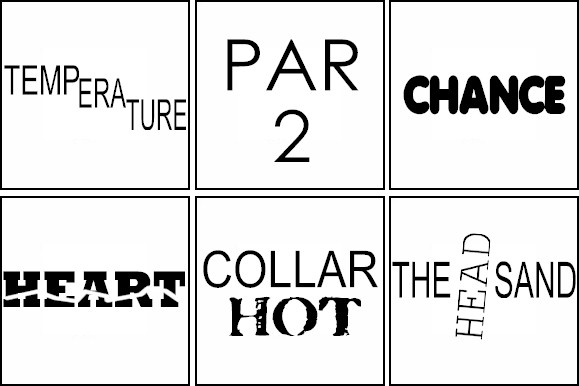 TEMPERATURE
PAR
2
CHANCE
HEART
COLLAR
HOT
THE HEAD SAND